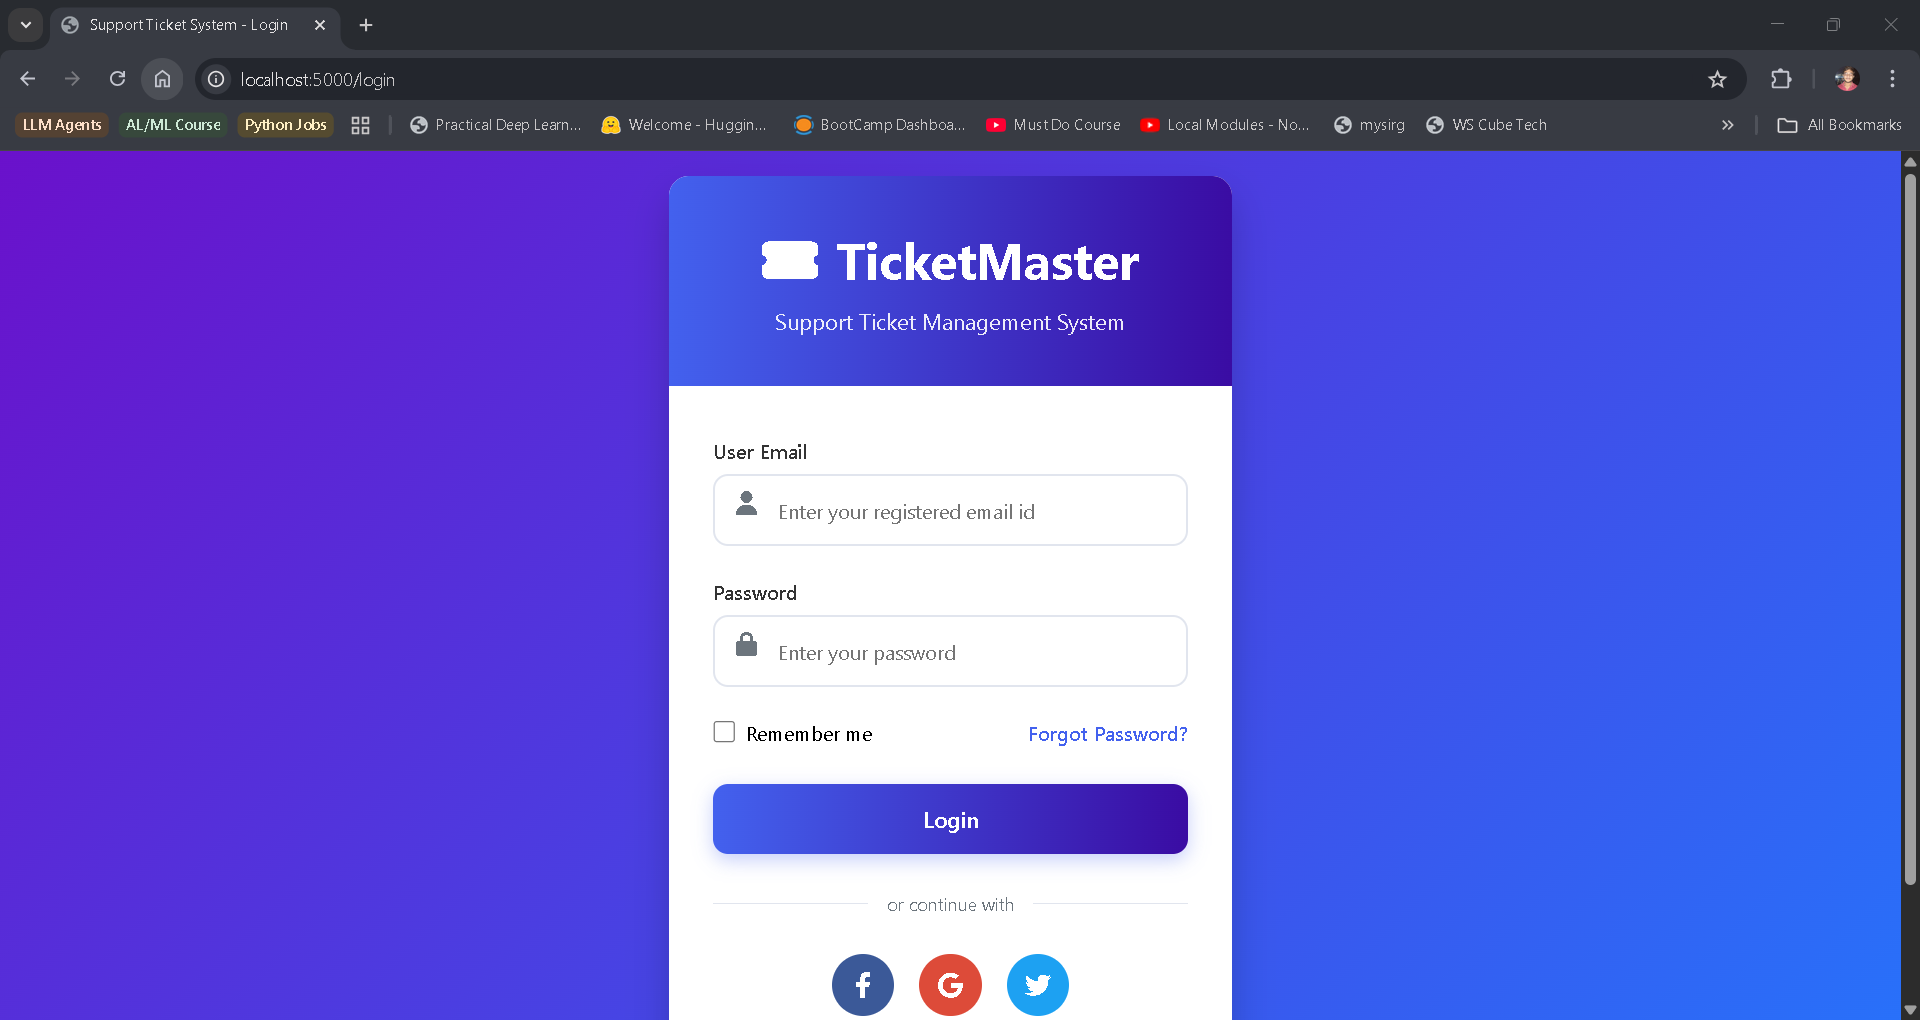 Support Ticket System - Login
localhost:5000/login
LLM Agents AL/ML Course Python Jobs Practical Deep Learn... Welcome - Huggin... BootCamp Dashboa... Must Do Course Local Modules - No... mysirg WS Cube Tech All Bookmarks
TicketMaster
Support Ticket Management System
User Email
Enter your registered email id
Password
Enter your password
Remember me Forgot Password?
Login
or continue with